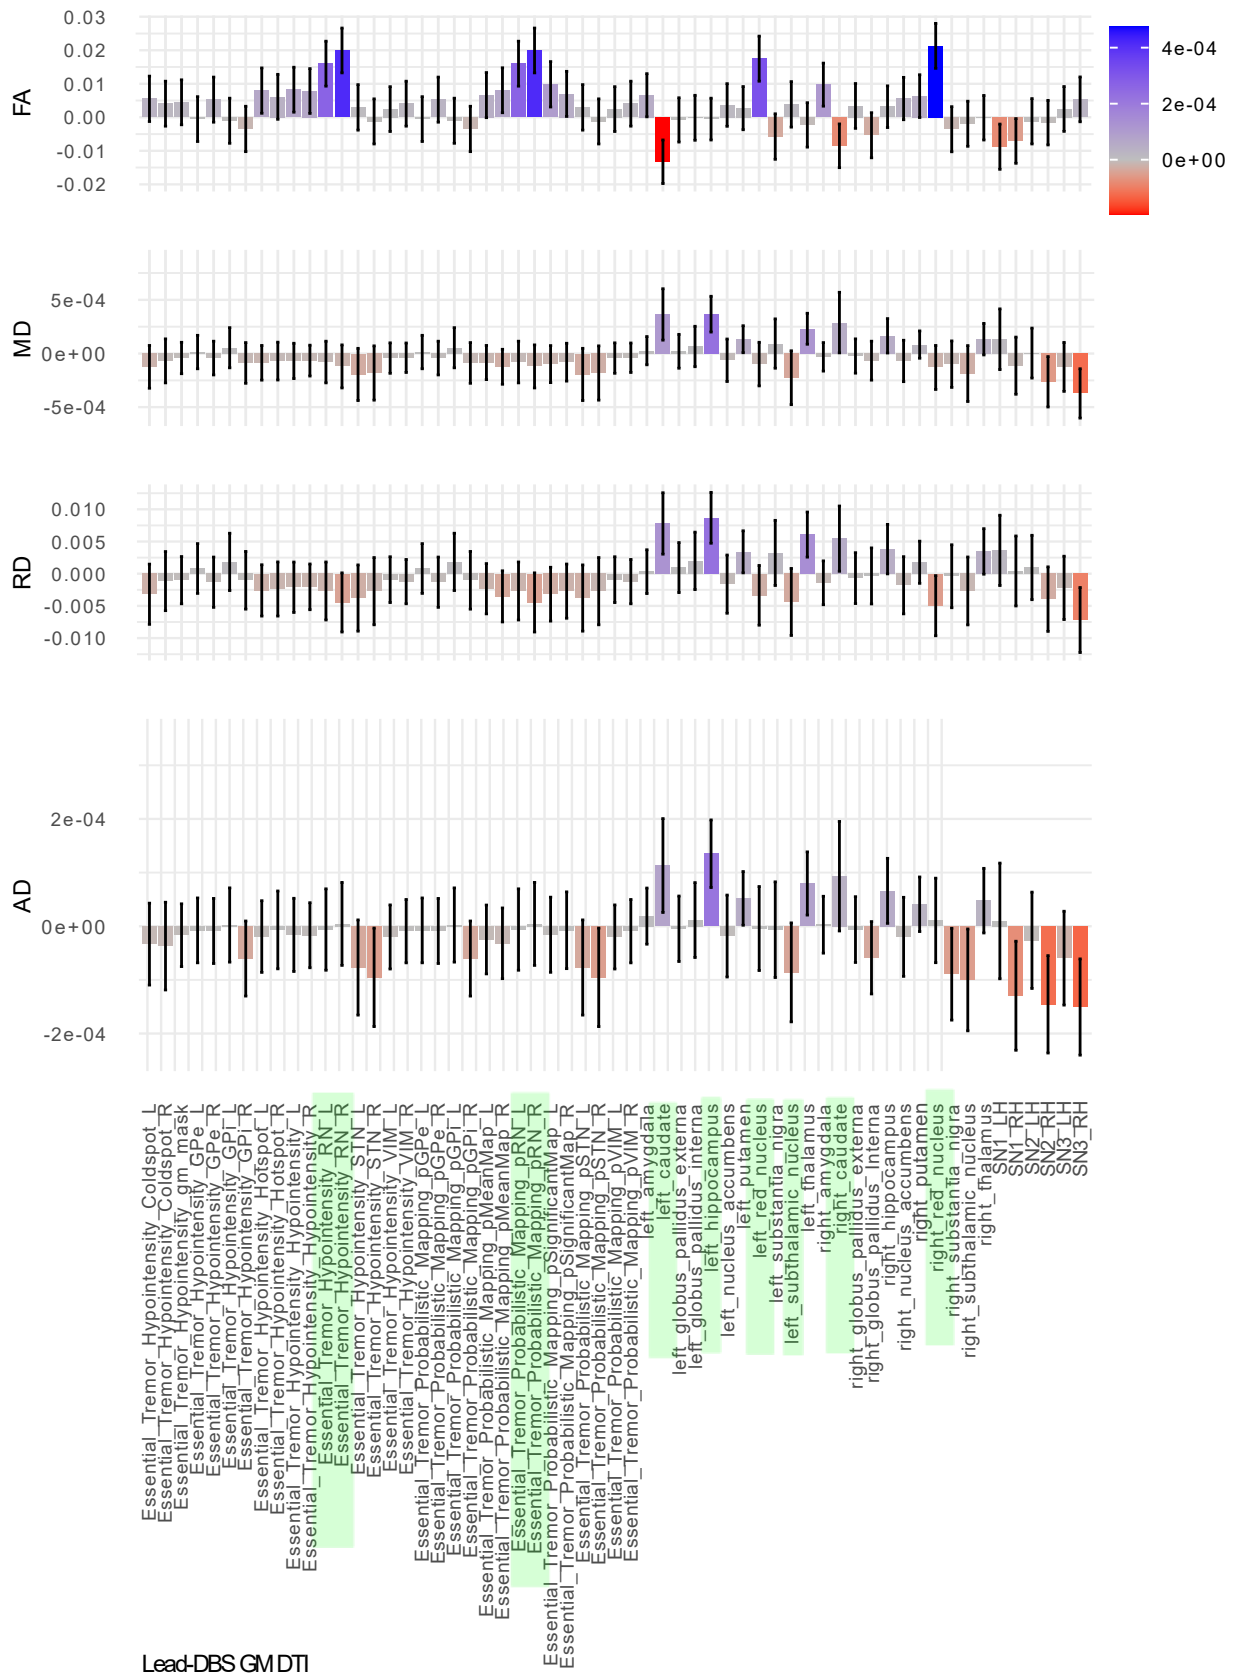 FA
0.03
0.02
0.01
0.00
-0.01
-0.02
4e-04
2e-04
0e+00
MD
5e-04
0e+00
-5e-04
RD
0.010
0.005
0.000
-0.005
-0.010
AD
2e-04
0e+00
-2e-04
Essential_Tremor_Hypointensity_Coldspot_L
Essential_Tremor_Hypointensity_Coldspot_R
Essential_Tremor_Hypointensity_gm_mask
Essential_Tremor_Hypointensity_GPe_L
Essential_Tremor_Hypointensity_GPe_R
Essential_Tremor_Hypointensity_GPi_L
Essential_Tremor_Hypointensity_GPi_R
Essential_Tremor_Hypointensity_Hotspot_L
Essential_Tremor_Hypointensity_Hotspot_R
Essential_Tremor_Hypointensity_Hypointensity_L
Essential_Tremor_Hypointensity_Hypointensity_R
Essential_Tremor_Hypointensity_RN_L
Essential_Tremor_Hypointensity_RN_R
Essential_Tremor_Hypointensity_STN_L
Essential_Tremor_Hypointensity_STN_R
Essential_Tremor_Hypointensity_VIM_L
Essential_Tremor_Hypointensity_VIM_R
Essential_Tremor_Probabilistic_Mapping_pGPe_L
Essential_Tremor_Probabilistic_Mapping_pGPe_R
Essential_Tremor_Probabilistic_Mapping_pGPi_L
Essential_Tremor_Probabilistic_Mapping_pGPi_R
Essential_Tremor_Probabilistic_Mapping_pMeanMap_L
Essential_Tremor_Probabilistic_Mapping_pMeanMap_R
Essential_Tremor_Probabilistic_Mapping_pRN_L
Essential_Tremor_Probabilistic_Mapping_pRN_R
Essential_Tremor_Probabilistic_Mapping_pSignificantMap_L
Essential_Tremor_Probabilistic_Mapping_pSignificantMap_R
Essential_Tremor_Probabilistic_Mapping_pSTN_L
Essential_Tremor_Probabilistic_Mapping_pSTN_R
Essential_Tremor_Probabilistic_Mapping_pVIM_L
Essential_Tremor_Probabilistic_Mapping_pVIM_R
left_amygdala
left_caudate
left_globus_pallidus_externa
left_globus_pallidus_interna
left_hippocampus
left_nucleus_accumbens
left_putamen
left_red_nucleus
left_substantia_nigra
left_subthalamic_nucleus
left_thalamus
right_amygdala
right_caudate
right_globus_pallidus_externa
right_globus_pallidus_Interna
right_hippocampus
right_nucleus_accumbens
right_putamen
right_red_nucleus
right_substantia_nigra
right_subthalamic_nucleus
right_thalamus
SN1_LH
SN1_RH
SN2_LH
SN2_RH
SN3_LH
SN3_RH
Lead-DBS GM DTI